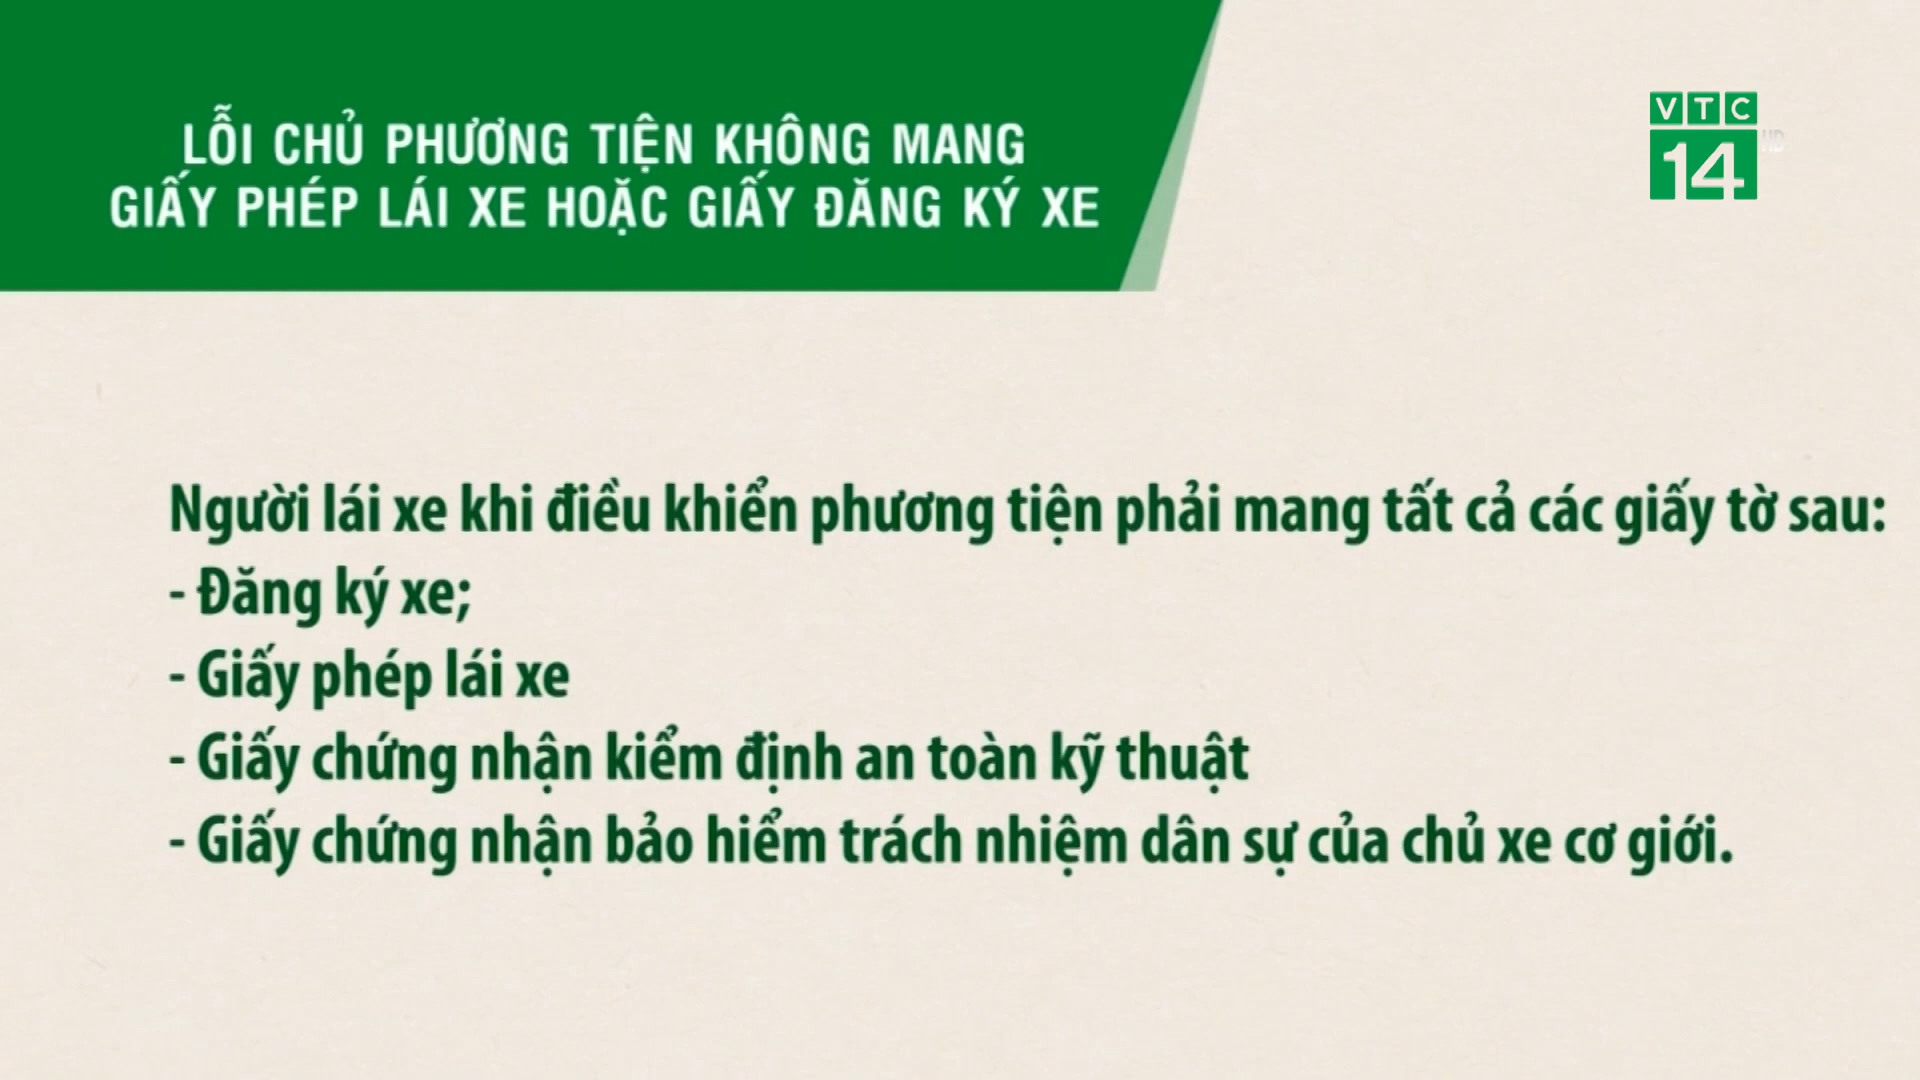 LỖI CHỦ PHƯƠNG TIỆN KHÔNG MANG
GIẤY PHÉP LÁI XE HOẶC GIẤY ĐĂNG KÝ XE
VTC
14
HD
Người lái xe khi điều khiển phương tiện phải mang tất cả các giấy tờ sau:
- Đăng ký xe;
- Giấy phép lái xe
- Giấy chứng nhận kiểm định an toàn kỹ thuật
- Giấy chứng nhận bảo hiểm trách nhiệm dân sự của chủ xe cơ giới.